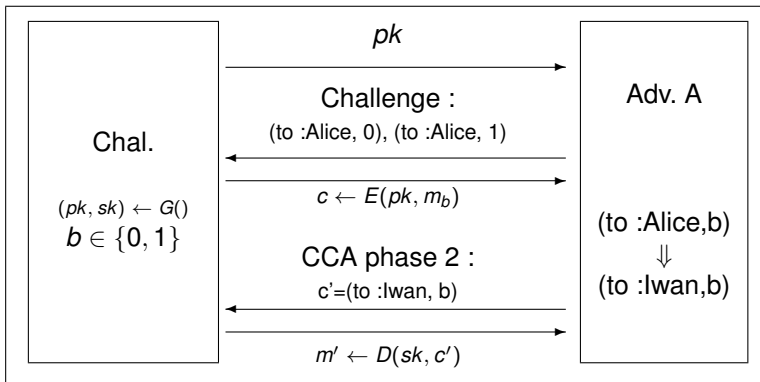 pk
Challenge :
(to :Alice, 0), (to :Alice, 1)
c ← E(pk, m_b)
Chal.
(pk, sk) ← G()
b ∈ {0, 1}
Adv. A
(to :Alice,b)
⇓
(to :Iwan,b)
CCA phase 2 :
c'=(to :Iwan, b)
m′ ← D(sk, c′)